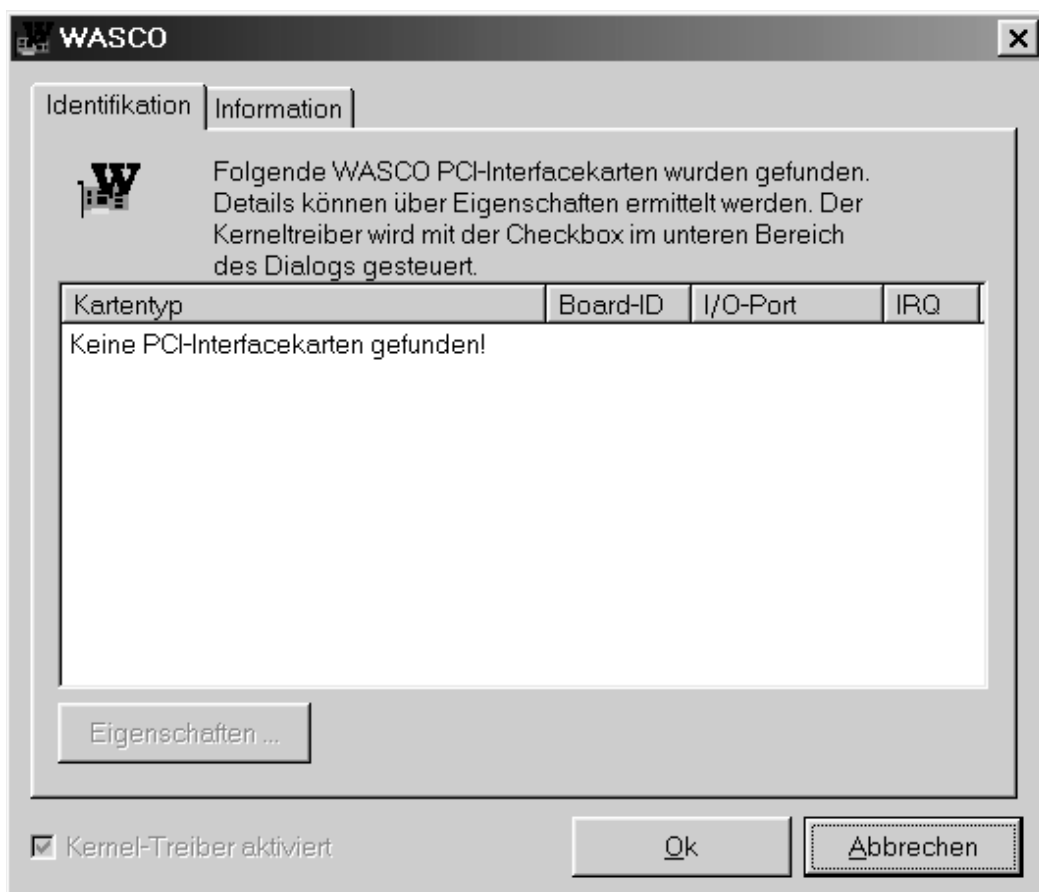 WASCO
Identifikation
Information
W
Folgende WASCO PCI-Interfacekarten wurden gefunden.
Details können über Eigenschaften ermittelt werden. Der
Kerneltreiber wird mit der Checkbox im unteren Bereich
des Dialogs gesteuert.
Kartentyp Board-ID I/O-Port IRQ
Keine PCI-Interfacekarten gefunden!
Eigenschaften ...
Kernel-Treiber aktiviert
Ok
Abbrechen